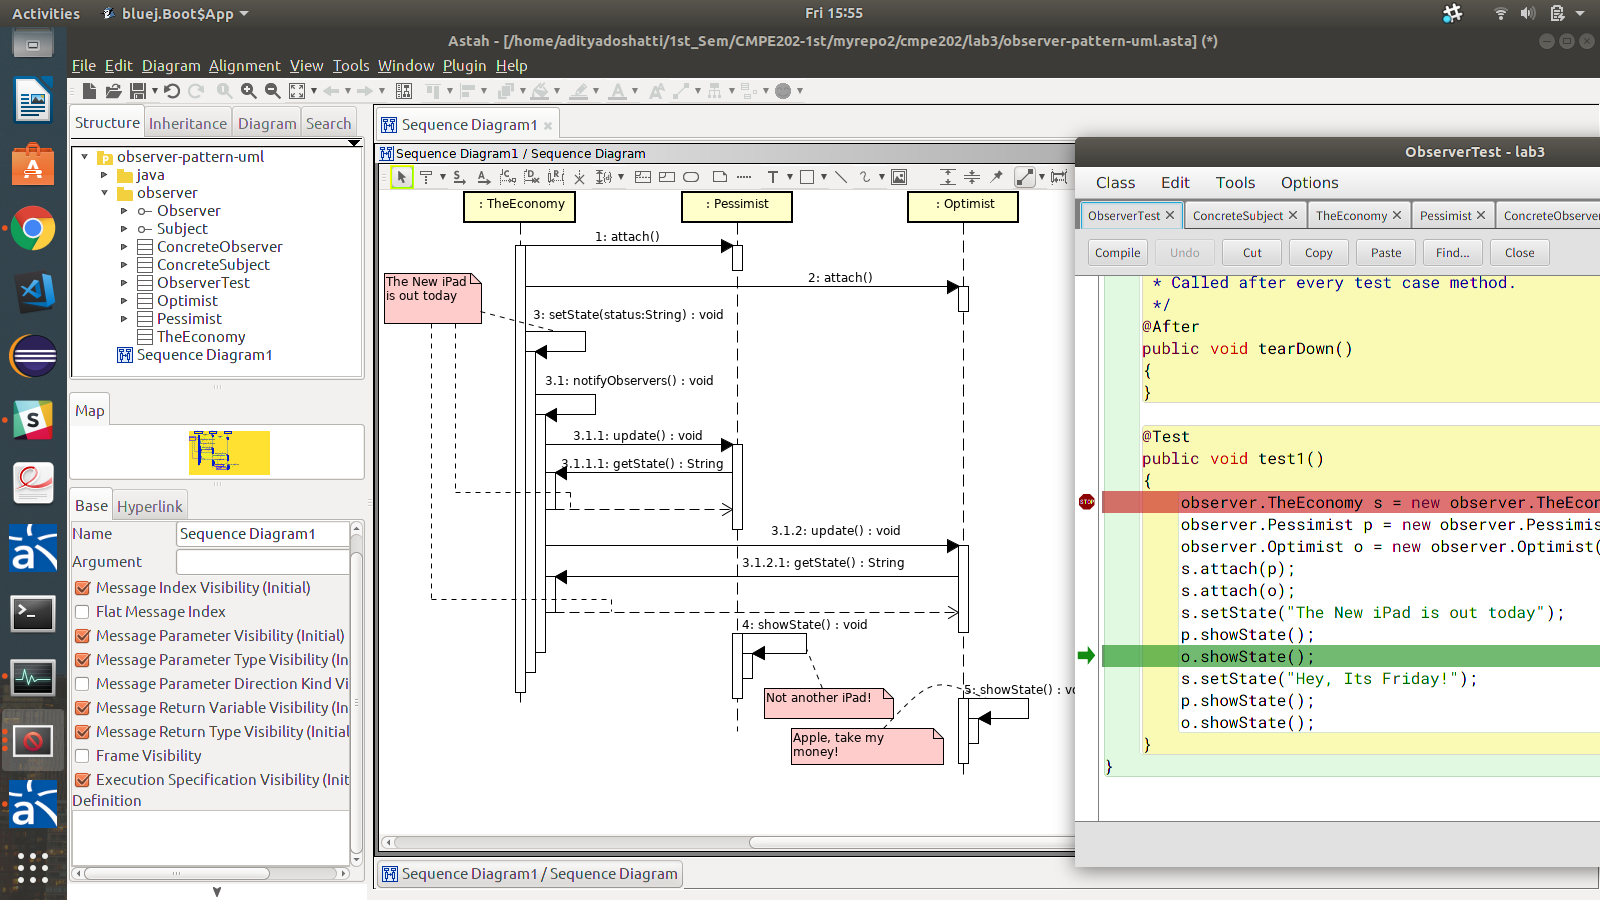 Activities
bluej.Boot$App
Fri 15:55
Astah - [/home/adityadoshatti/1st_Sem/CMPE202-1st/myrepo2/cmpe202/lab3/observer-pattern-uml.asta] (*)
File Edit Diagram Alignment View Tools Window Plugin Help
Structure Inheritance Diagram Search
observer-pattern-uml
java
observer
Observer
Subject
ConcreteObserver
ConcreteSubject
ObserverTest
Optimist
Pessimist
TheEconomy
Sequence Diagram1
Map
Base Hyperlink
Name Sequence Diagram1
Argument
Message Index Visibility (Initial)
Flat Message Index
Message Parameter Visibility (Initial)
Message Parameter Type Visibility (In
Message Parameter Direction Kind Vi
Message Return Variable Visibility (In
Message Return Type Visibility (Initial
Frame Visibility
Execution Specification Visibility (Init
Definition
Sequence Diagram1
Sequence Diagram1 / Sequence Diagram
: TheEconomy
: Pessimist
: Optimist
1: attach()
2: attach()
The New iPad
is out today
3: setState(status:String) : void
3.1: notifyObservers() : void
3.1.1: update() : void
3.1.1.1: getState() : String
3.1.2: update() : void
3.1.2.1: getState() : String
4: showState() : void
Not another iPad!
5: showState() : vo
Apple, take my
money!
Sequence Diagram1 / Sequence Diagram
ObserverTest - lab3
Class Edit Tools Options
ObserverTest ConcreteSubject TheEconomy Pessimist ConcreteObserver
Compile Undo Cut Copy Paste Find... Close
* Called after every test case method.
*/
@After
public void tearDown()
{
}
@Test
public void test1()
{
STOP
observer.TheEconomy s = new observer.TheEcon
observer.Pessimist p = new observer.Pessimis
observer.Optimist o = new observer.Optimist(
s.attach(p);
s.attach(o);
s.setState("The New iPad is out today");
p.showState();
o.showState();
s.setState("Hey, Its Friday!");
p.showState();
o.showState();
}
}